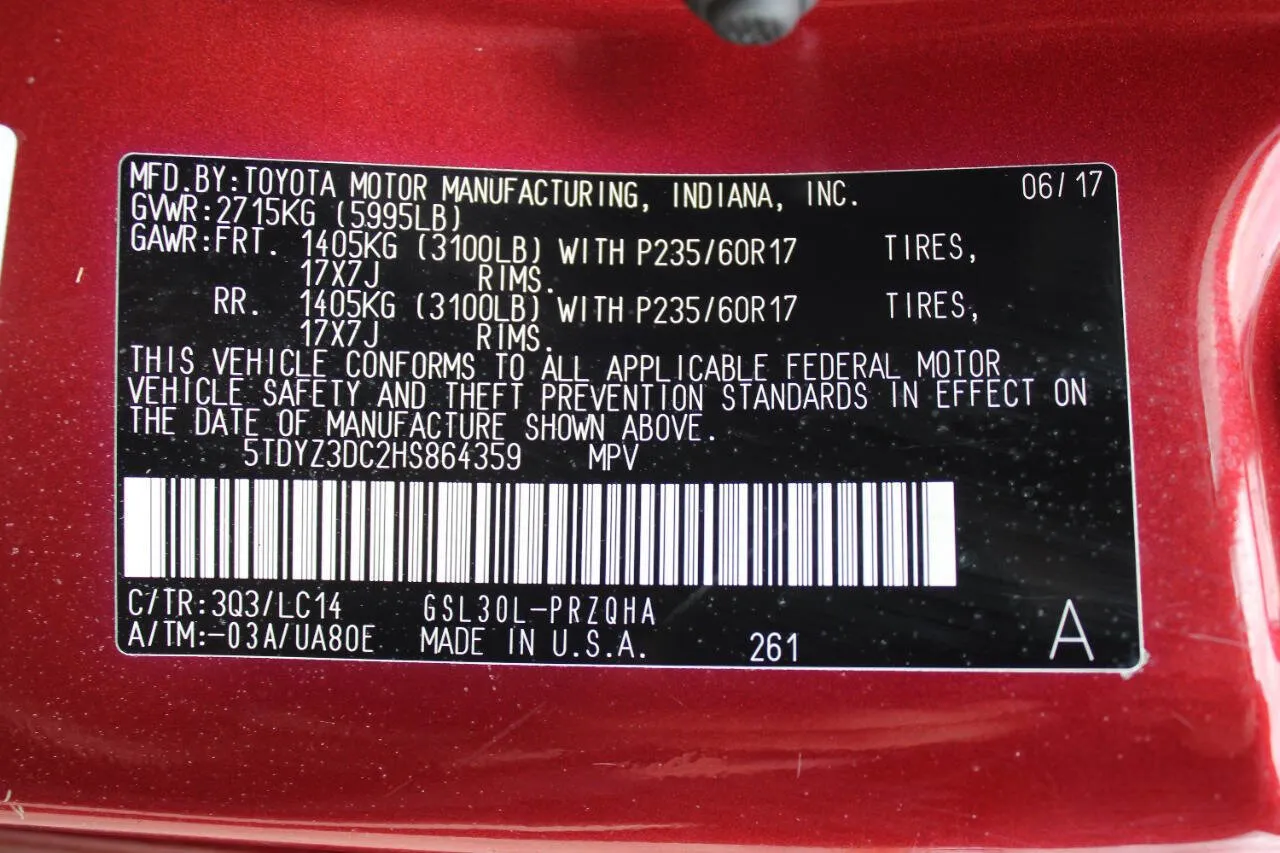 MFD.BY:TOYOTA MOTOR MANUFACTURING, INDIANA, INC. 06/17
GVWR:2715KG (5995LB)
GAWR:FRT. 1405KG (3100LB) WITH P235/60R17 TIRES,
17X7J RIMS.
RR. 1405KG (3100LB) WITH P235/60R17 TIRES,
17X7J RIMS.
THIS VEHICLE CONFORMS TO ALL APPLICABLE FEDERAL MOTOR
VEHICLE SAFETY AND THEFT PREVENTION STANDARDS IN EFFECT ON
THE DATE OF MANUFACTURE SHOWN ABOVE.
5TDYZ3DC2HS864359 MPV
C/TR:3Q3/LC14 GSL30L-PRZQHA
A/TM:-03A/UA80E MADE IN U.S.A. 261 A